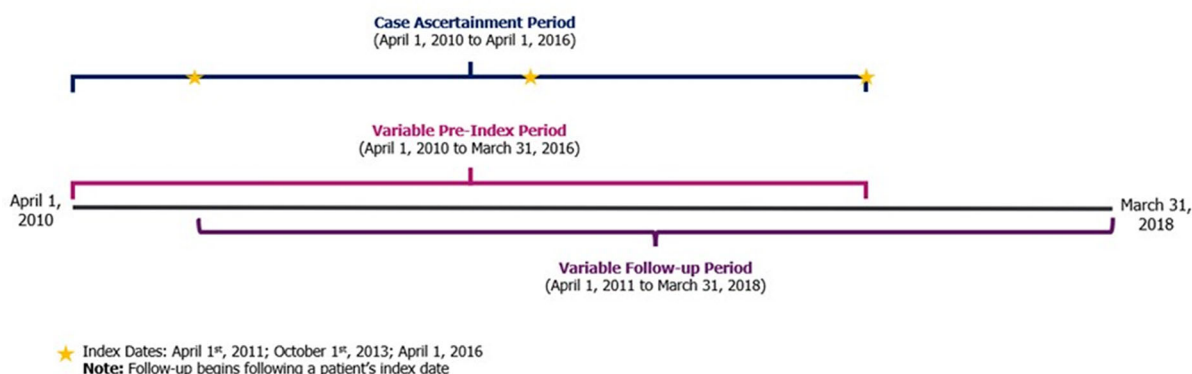 Case Ascertainment Period
(April 1, 2010 to April 1, 2016)
Variable Pre-Index Period
(April 1, 2010 to March 31, 2016)
April 1,
2010
March 31,
2018
Variable Follow-up Period
(April 1, 2011 to March 31, 2018)
Index Dates: April 1st, 2011; October 1st, 2013; April 1, 2016
Note: Follow-up begins following a patient's index date